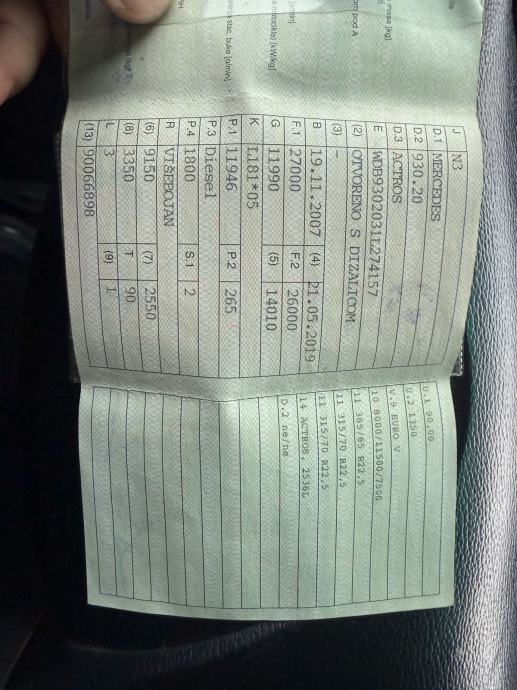 J N3
D.1 MERCEDES
D.2 930.20
D.3 ACTROS
E WDB9302031L274157
(2) OTVORENO S DIZALICOM
(3) -
B 19.11.2007 (4) 21.05.2019
F.1 27000 F.2 26000
G 11990 (5) 14010
K L181*05
P.1 11946 P.2 265
P.3 Diesel
P.4 1800 S.1 2
R VIŠEBOJAN
(6) 9150 (7) 2550
(8) 3350 T 90
L 3 (9) 1
(13) 90066898
O.1 90.00
O.2 1350
V.9 EURO V
10 8000/11500/7500
11 385/65 R22,5
11 315/70 R22,5
11 315/70 R22,5
14 ACTROS, 2536L
D.2 ne/ne